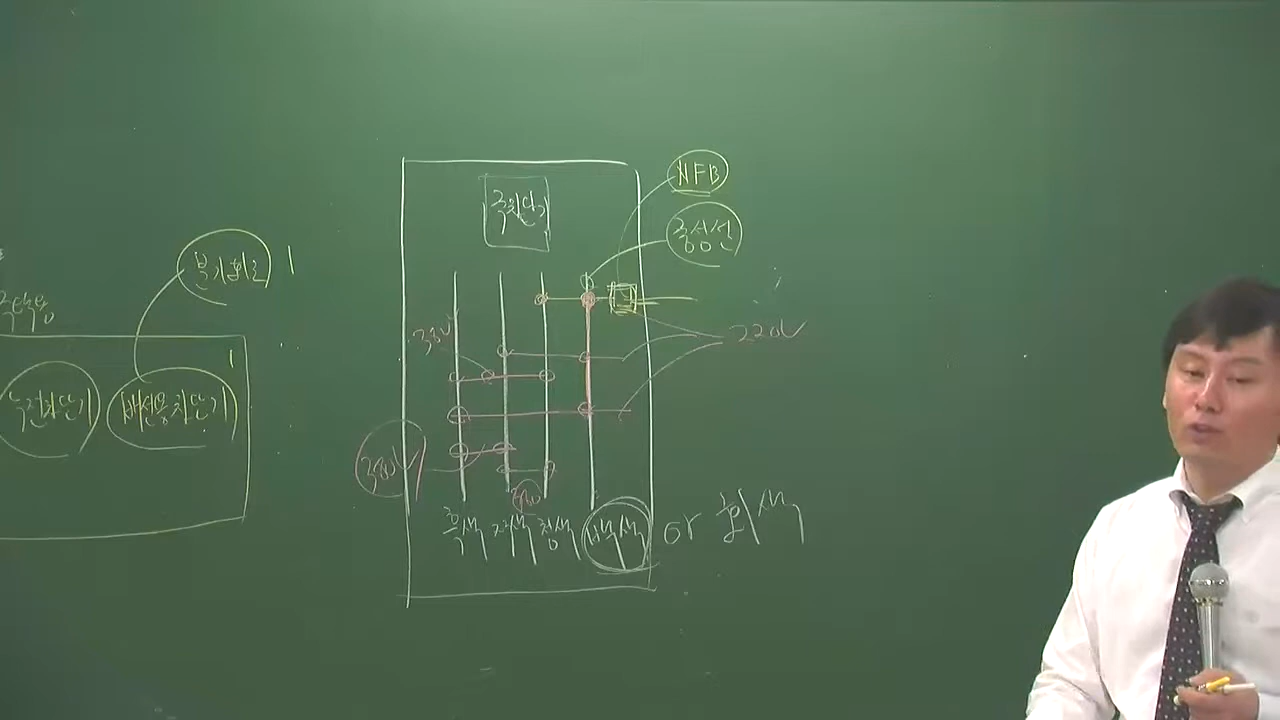 NFB
주차단기
중성선
분기회로
380V
220V
누전차단기
배선용차단기
380V
흑색 적색 청색 백색 or 회색